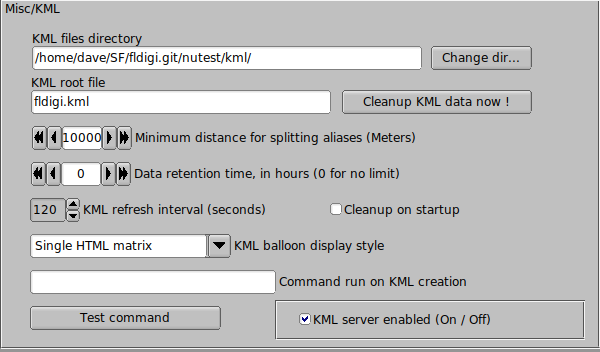 Misc/KML
KML files directory
/home/dave/SF/fldigi.git/nutest/kml/ Change dir...
KML root file
fldigi.kml Cleanup KML data now !
10000 Minimum distance for splitting aliases (Meters)
0 Data retention time, in hours (0 for no limit)
120 KML refresh interval (seconds) Cleanup on startup
Single HTML matrix KML balloon display style
Command run on KML creation
Test command KML server enabled (On / Off)